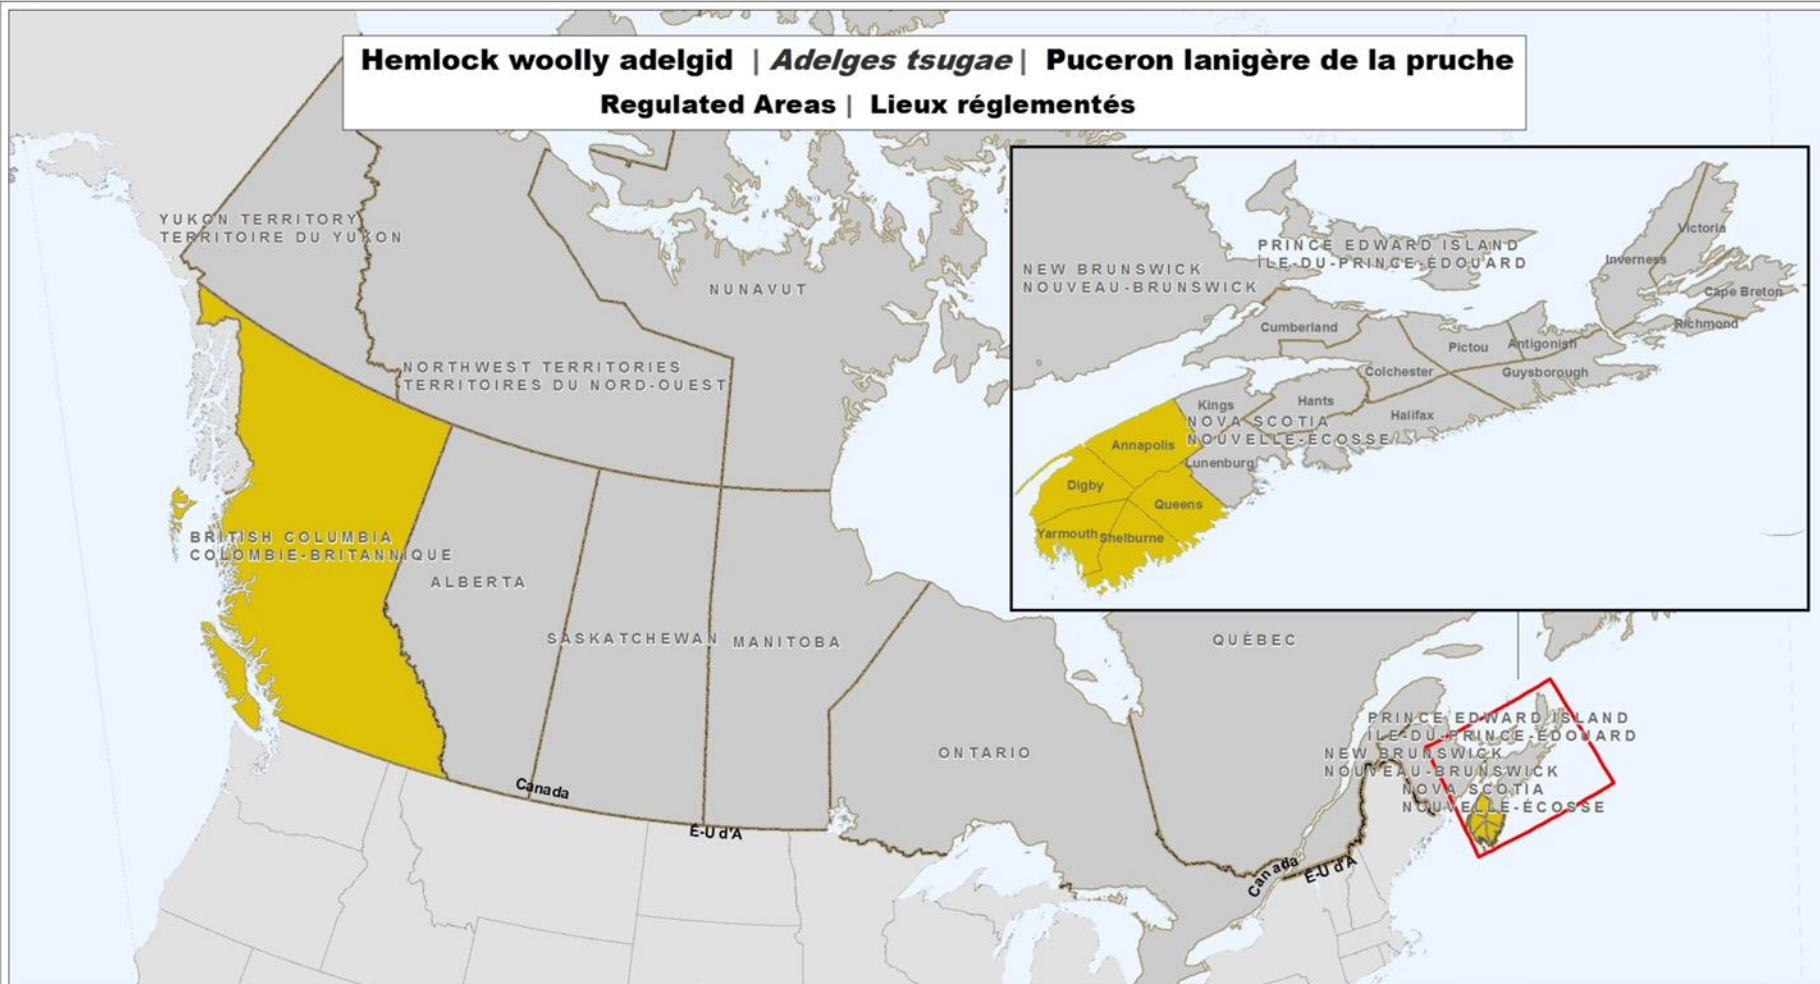 Hemlock woolly adelgid | Adelges tsugae | Puceron lanigère de la pruche
Regulated Areas | Lieux réglementés
YUKON TERRITORY
TERRITOIRE DU YUKON
NUNAVUT
NORTHWEST TERRITORIES
TERRITOIRES DU NORD-OUEST
BRITISH COLUMBIA
COLOMBIE-BRITANNIQUE
ALBERTA
SASKATCHEWAN
MANITOBA
ONTARIO
QUÉBEC
Canada
É-U d'A
Canada
É-U d'A
PRINCE EDWARD ISLAND
ÎLE-DU-PRINCE-ÉDOUARD
NEW BRUNSWICK
NOUVEAU-BRUNSWICK
NOVA SCOTIA
NOUVELLE-ÉCOSSE
PRINCE EDWARD ISLAND
ÎLE-DU-PRINCE-ÉDOUARD
NEW BRUNSWICK
NOUVEAU-BRUNSWICK
Victoria
Inverness
Cape Breton
Richmond
Cumberland
Pictou
Antigonish
Colchester
Guysborough
Kings
Hants
Halifax
NOVA SCOTIA
NOUVELLE-ÉCOSSE
Annapolis
Lunenburg
Digby
Queens
Yarmouth
Shelburne